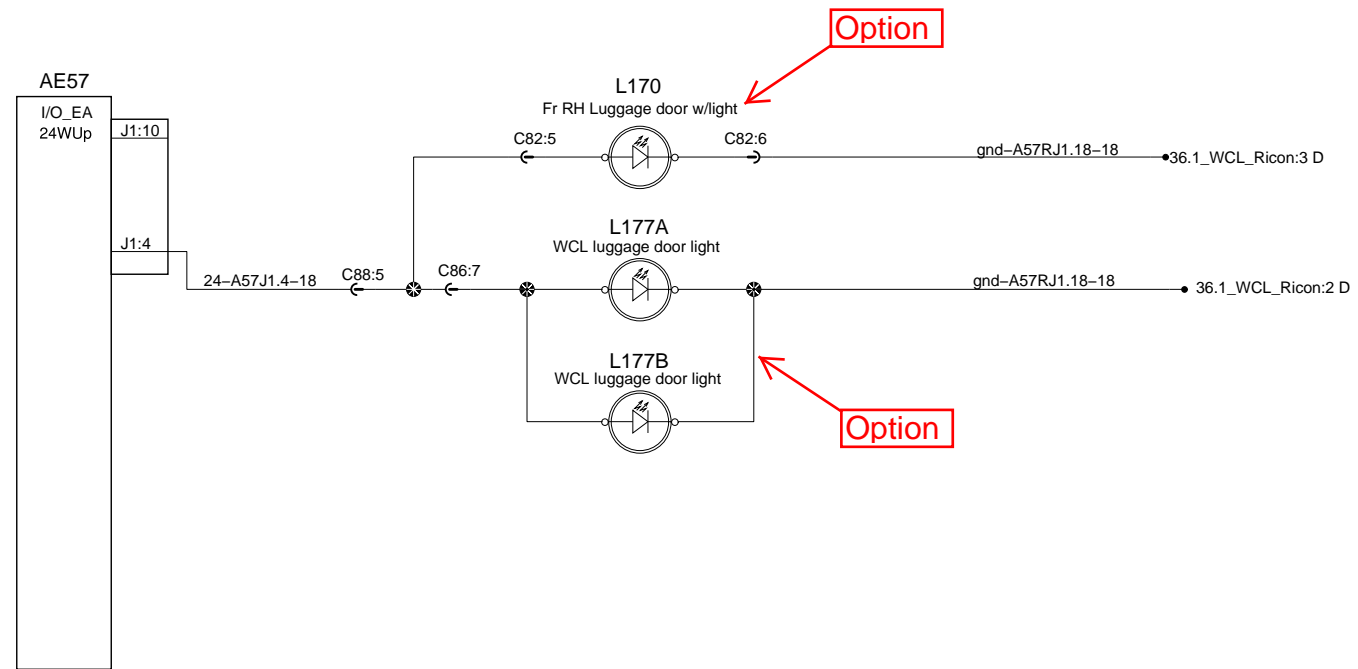 Option
AE57
I/O_EA
24WUp
J1:10
J1:4
L170
Fr RH Luggage door w/light
C82:5
C82:6
gnd–A57RJ1.18–18
36.1_WCL_Ricon:3 D
L177A
WCL luggage door light
24–A57J1.4–18
C88:5
C86:7
gnd–A57RJ1.18–18
36.1_WCL_Ricon:2 D
L177B
WCL luggage door light
Option